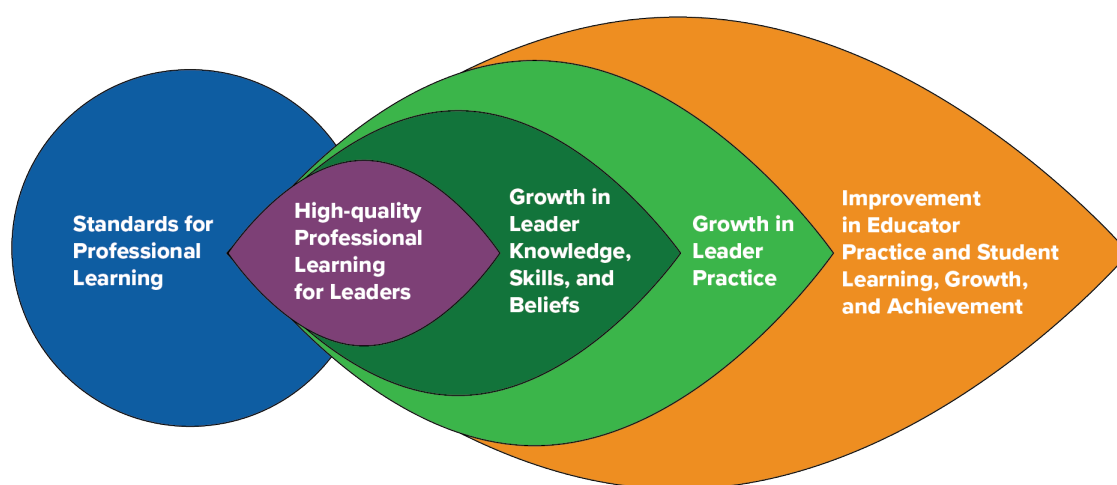 Standards for
Professional
Learning
High-quality
Professional
Learning
for Leaders
Growth in
Leader
Knowledge,
Skills, and
Beliefs
Growth in
Leader
Practice
Improvement
in Educator
Practice and Student
Learning, Growth,
and Achievement